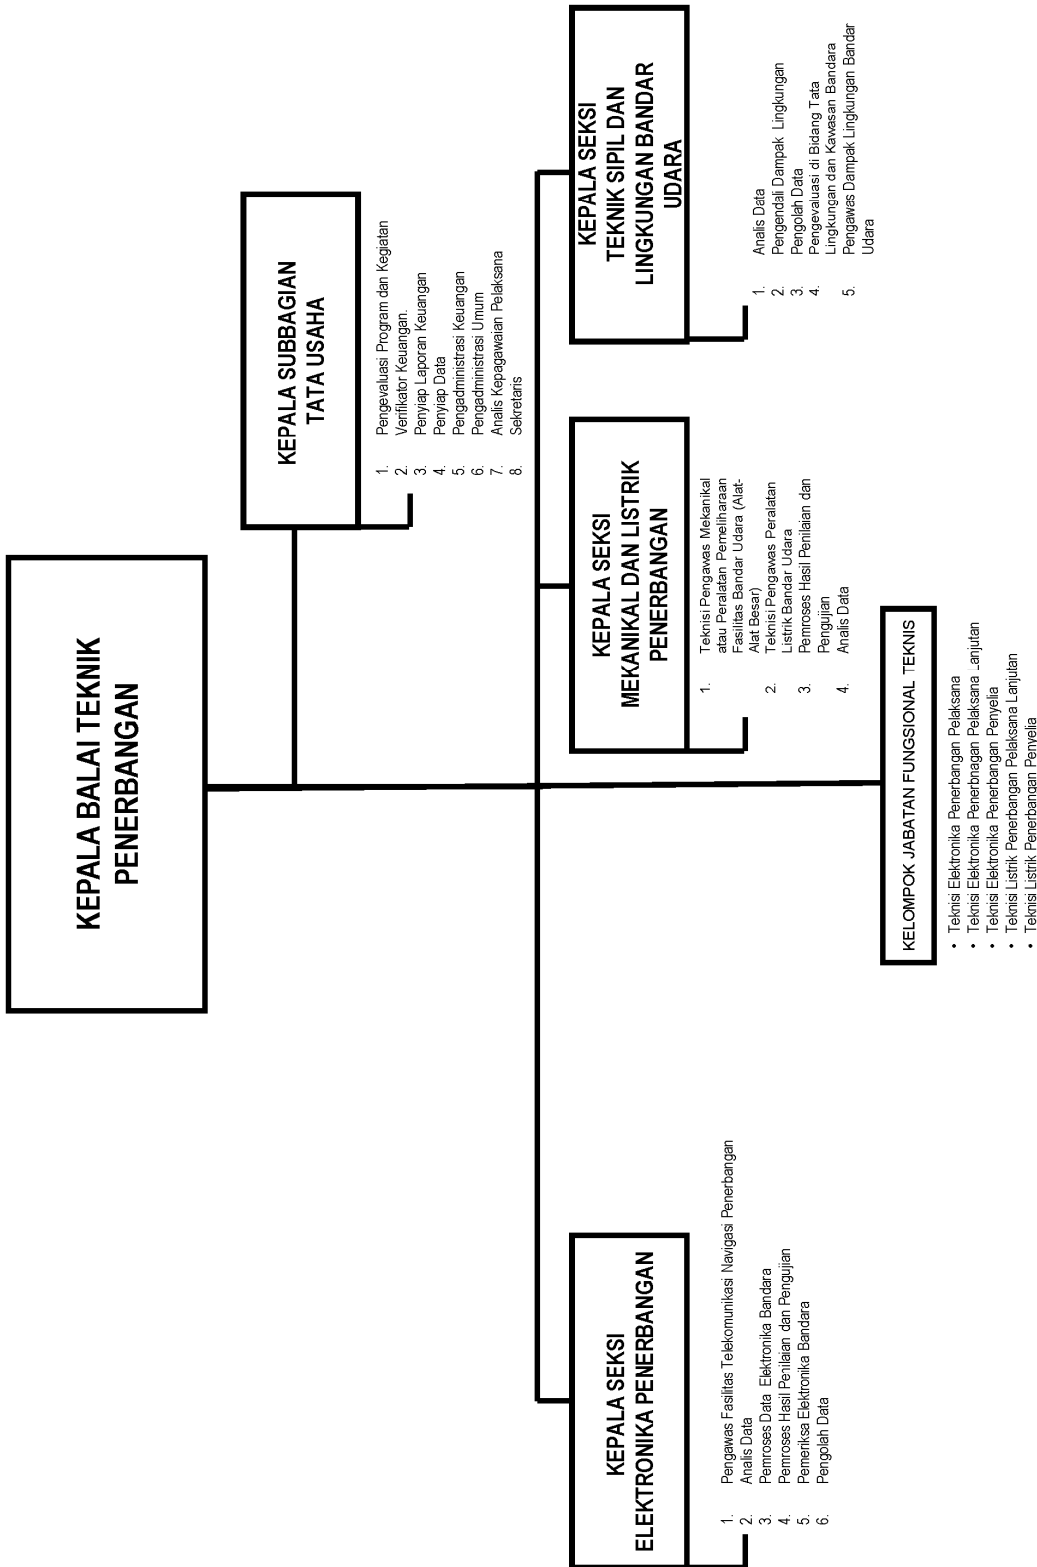 KEPALA BALAI TEKNIK
PENERBANGAN
KEPALA SUBBAGIAN
TATA USAHA
1. Pengevaluasi Program dan Kegiatan
2. Verifikator Keuangan.
3. Penyiap Laporan Keuangan
4. Penyiap Data
5. Pengadministrasi Keuangan
6. Pengadministrasi Umum
7. Analis Kepagawaian Pelaksana
8. Sekretaris
KEPALA SEKSI
ELEKTRONIKA PENERBANGAN
1. Pengawas Fasilitas Telekomunikasi Navigasi Penerbangan
2. Analis Data
3. Pemroses Data Elektronika Bandara
4. Pemroses Hasil Penilaian dan Pengujian
5. Pemeriksa Elektronika Bandara
6. Pengolah Data
KEPALA SEKSI
MEKANIKAL DAN LISTRIK
PENERBANGAN
1. Teknisi Pengawas Mekanikal
atau Peralatan Pemeliharaan
Fasilitas Bandar Udara (Alat-
Alat Besar)
2. Teknisi Pengawas Peralatan
Listrik Bandar Udara
3. Pemroses Hasil Penilaian dan
Pengujian
4. Analis Data
KEPALA SEKSI
TEKNIK SIPIL DAN
LINGKUNGAN BANDAR
UDARA
1. Analis Data
2. Pengendali Dampak Lingkungan
3. Pengolah Data
4. Pengevaluasi di Bidang Tata
Lingkungan dan Kawasan Bandara
5. Pengawas Dampak Lingkungan Bandar
Udara
KELOMPOK JABATAN FUNGSIONAL TEKNIS
• Teknisi Elektronika Penerbangan Pelaksana
• Teknisi Elektronika Penerbnagan Pelaksana Lanjutan
• Teknisi Elektronika Penerbangan Penyelia
• Teknisi Listrik Penerbangan Pelaksana Lanjutan
• Teknisi Listrik Penerbangan Penyelia